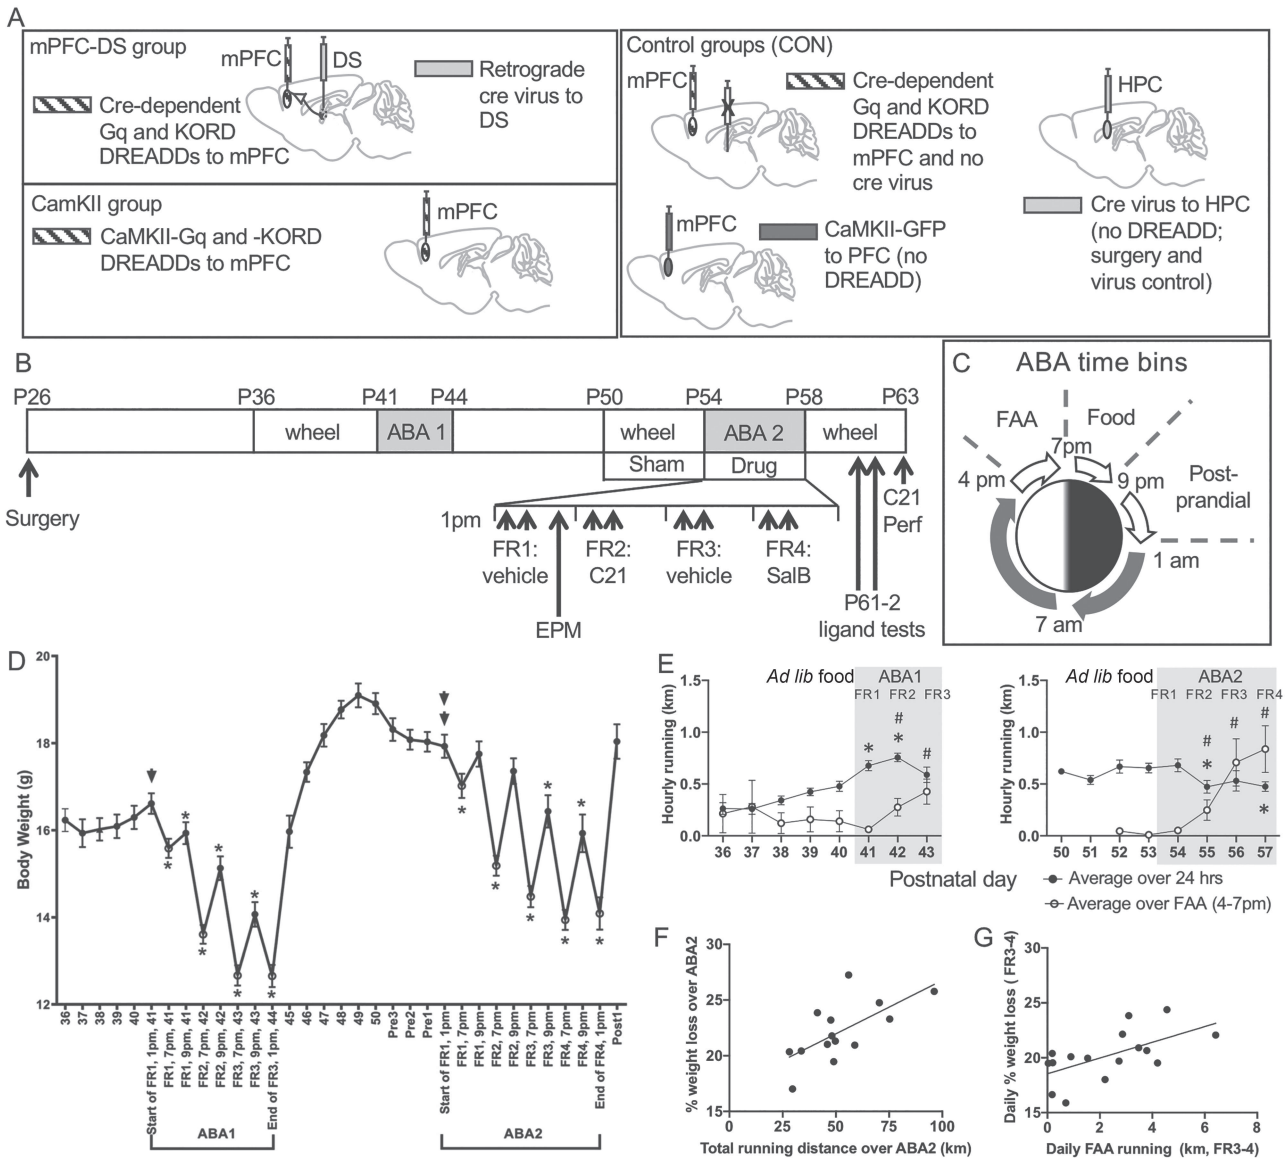 A
mPFC-DS group
mPFC
DS
Cre-dependent
Gq and KORD
DREADDs to mPFC
Retrograde
cre virus to
DS
CamKII group
CaMKII-Gq and -KORD
DREADDs to mPFC
mPFC
Control groups (CON)
mPFC
X
Cre-dependent
Gq and KORD
DREADDs to
mPFC and no
cre virus
HPC
Cre virus to HPC
(no DREADD;
surgery and
virus control)
mPFC
CaMKII-GFP
to PFC (no
DREADD)
B
P26
P36
P41
P44
P50
P54
P58
P63
wheel
ABA 1
wheel
ABA 2
wheel
Sham
Drug
Surgery
1pm
FR1:
vehicle
EPM
FR2:
C21
FR3:
vehicle
FR4:
SalB
P61-2
ligand tests
C21
Perf
C
ABA time bins
FAA
Food
7pm
4 pm
9 pm
Post-
prandial
1 am
7 am
D
Body Weight (g)
20
18
16
14
12
* * * * * * * * * * * * * * *
36
37
38
39
40
Start of FR1, 1pm, 41
FR1, 7pm, 41
FR1, 9pm, 41
FR2, 7pm, 42
FR2, 9pm, 42
FR3, 7pm, 43
FR3, 9pm, 43
End of FR3, 1pm, 44
45
46
47
48
49
50
Pre3
Pre2
Pre1
Start of FR1, 1pm
FR1, 7pm
FR1, 9pm
FR2, 7pm
FR2, 9pm
FR3, 7pm
FR3, 9pm
FR4, 7pm
FR4, 9pm
End of FR4, 1pm
Post1
ABA1
ABA2
E
Ad lib food
ABA1
FR1 FR2 FR3
Hourly running (km)
1.5
1.0
0.5
0.0
#
* *
#
36 37 38 39 40 41 42 43
Ad lib food
ABA2
FR1 FR2 FR3 FR4
Hourly running (km)
1.5
1.0
0.5
0.0
# # #
*
*
50 51 52 53 54 55 56 57
Postnatal day
Average over 24 hrs
Average over FAA (4-7pm)
F
% weight loss over ABA2
30
25
20
15
0 25 50 75 100
Total running distance over ABA2 (km)
G
Daily % weight loss ( FR3-4)
30
25
20
15
0 2 4 6 8
Daily FAA running (km, FR3-4)